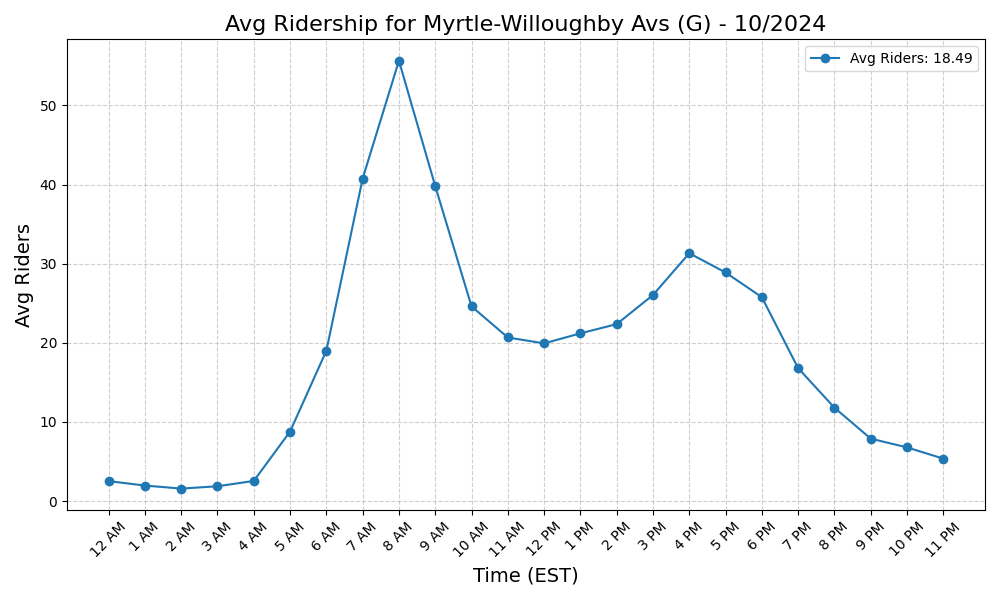 Avg Ridership for Myrtle-Willoughby Avs (G) - 10/2024
Avg Riders: 18.49
Avg Riders
50
40
30
20
10
0
12 AM
1 AM
2 AM
3 AM
4 AM
5 AM
6 AM
7 AM
8 AM
9 AM
10 AM
11 AM
12 PM
1 PM
2 PM
3 PM
4 PM
5 PM
6 PM
7 PM
8 PM
9 PM
10 PM
11 PM
Time (EST)